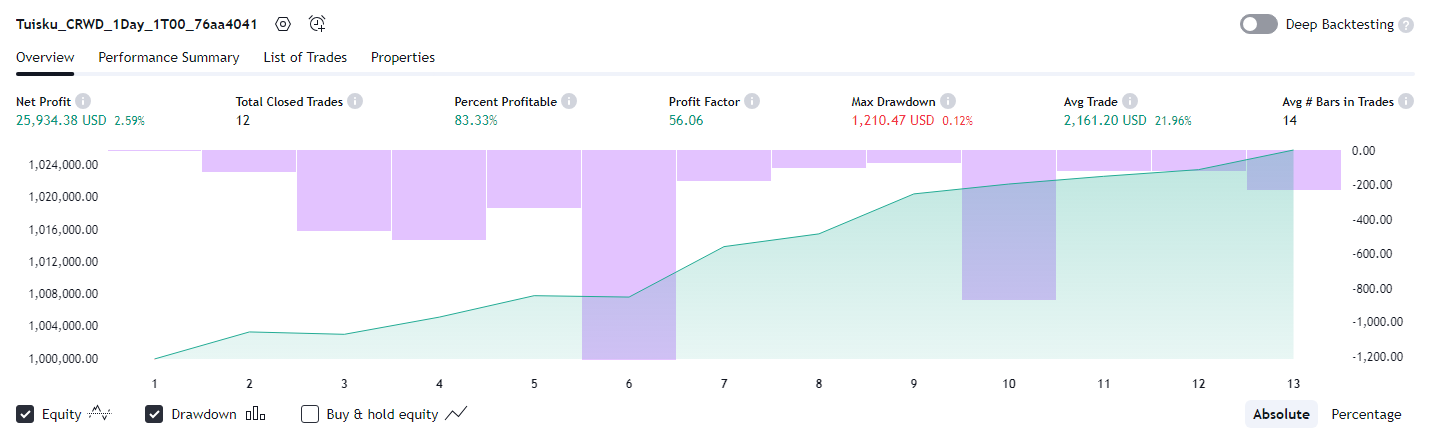 Tuisku_CRWD_1Day_1T00_76aa4041
Deep Backtesting ?
Overview Performance Summary List of Trades Properties
Net Profit Total Closed Trades Percent Profitable Profit Factor Max Drawdown Avg Trade Avg # Bars in Trades
25,934.38 USD 2.59% 12 83.33% 56.06 1,210.47 USD 0.12% 2,161.20 USD 21.96% 14
1,024,000.00
1,020,000.00
1,016,000.00
1,012,000.00
1,008,000.00
1,004,000.00
1,000,000.00
0.00
-200.00
-400.00
-600.00
-800.00
-1,000.00
-1,200.00
1 2 3 4 5 6 7 8 9 10 11 12 13
Equity Drawdown Buy & hold equity Absolute Percentage